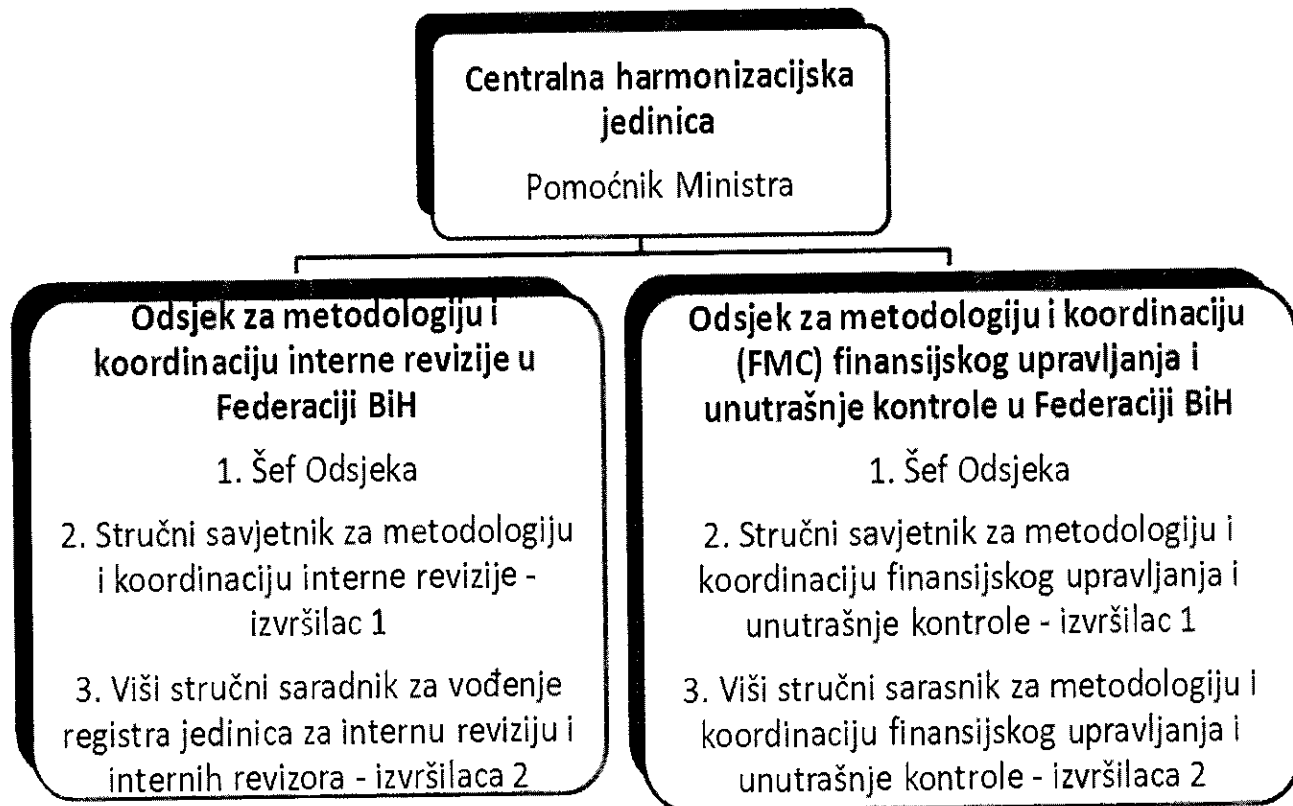 Centralna harmonizacijska
jedinica
Pomoćnik Ministra
Odsjek za metodologiju i
koordinaciju interne revizije u
Federaciji BiH
1. Šef Odsjeka
2. Stručni savjetnik za metodologiju
i koordinaciju interne revizije -
izvršilac 1
3. Viši stručni saradnik za vođenje
registra jedinica za internu reviziju i
internih revizora - izvršilaca 2
Odsjek za metodologiju i koordinaciju
(FMC) finansijskog upravljanja i
unutrašnje kontrole u Federaciji BiH
1. Šef Odsjeka
2. Stručni savjetnik za metodologiju i
koordinaciju finansijskog upravljanja i
unutrašnje kontrole - izvršilac 1
3. Viši stručni sarasnik za metodologiju i
koordinaciju finansijskog upravljanja i
unutrašnje kontrole - izvršilaca 2